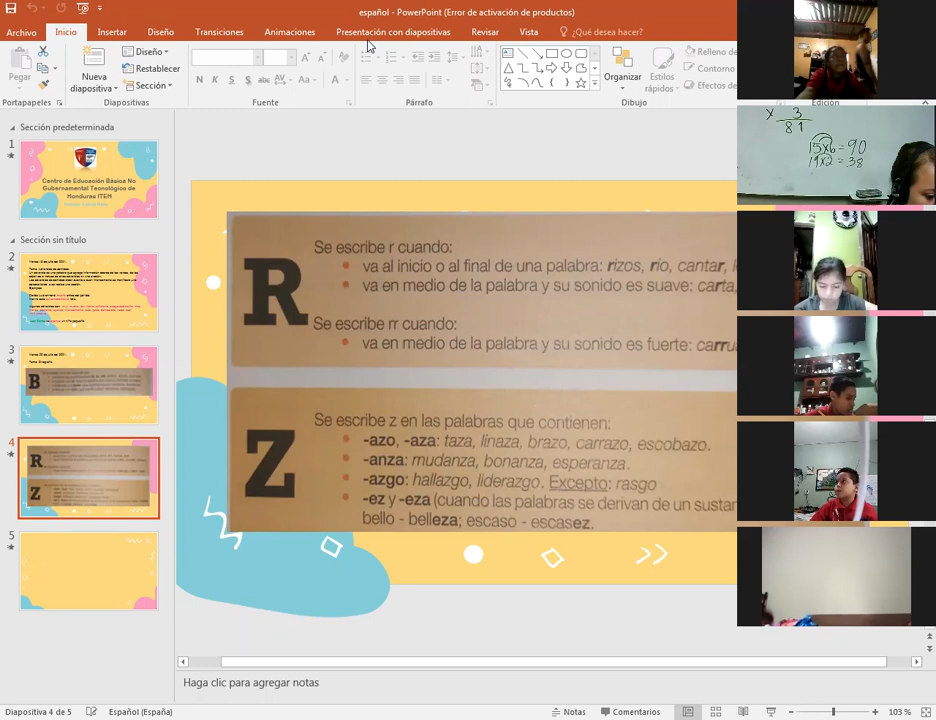 español - PowerPoint (Error de activación de productos)
Archivo Inicio Insertar Diseño Transiciones Animaciones Presentación con diapositivas Revisar Vista ¿Qué desea hacer?
Pegar
Nueva diapositiva
Diseño
Restablecer
Sección
N K S S abc AV Aa A
Organizar
Estilos rápidos
Relleno de
Contorno
Efectos de
Portapapeles Diapositivas Fuente Párrafo Dibujo Edición
Sección predeterminada
1
Centro de Educación Básica No
Gubernamental Tecnológico de
Honduras ITEH
Sección sin título
2
3
B
4
R
Z
5
R
Se escribe r cuando:
va al inicio o al final de una palabra: rizos, río, cantar,
va en medio de la palabra y su sonido es suave: carta,
Se escribe rr cuando:
va en medio de la palabra y su sonido es fuerte: carru
Z
Se escribe z en las palabras que contienen:
-azo, -aza: taza, linaza, brazo, carrazo, escobazo.
-anza: mudanza, bonanza, esperanza.
-azgo: hallazgo, liderazgo. Excepto: rasgo
-ez y -eza (cuando las palabras se derivan de un sustan
bello - belleza; escaso - escasez.
x 3
81
15x6=90
19x2=38
Haga clic para agregar notas
Diapositiva 4 de 5 Español (España) Notas Comentarios 103 %